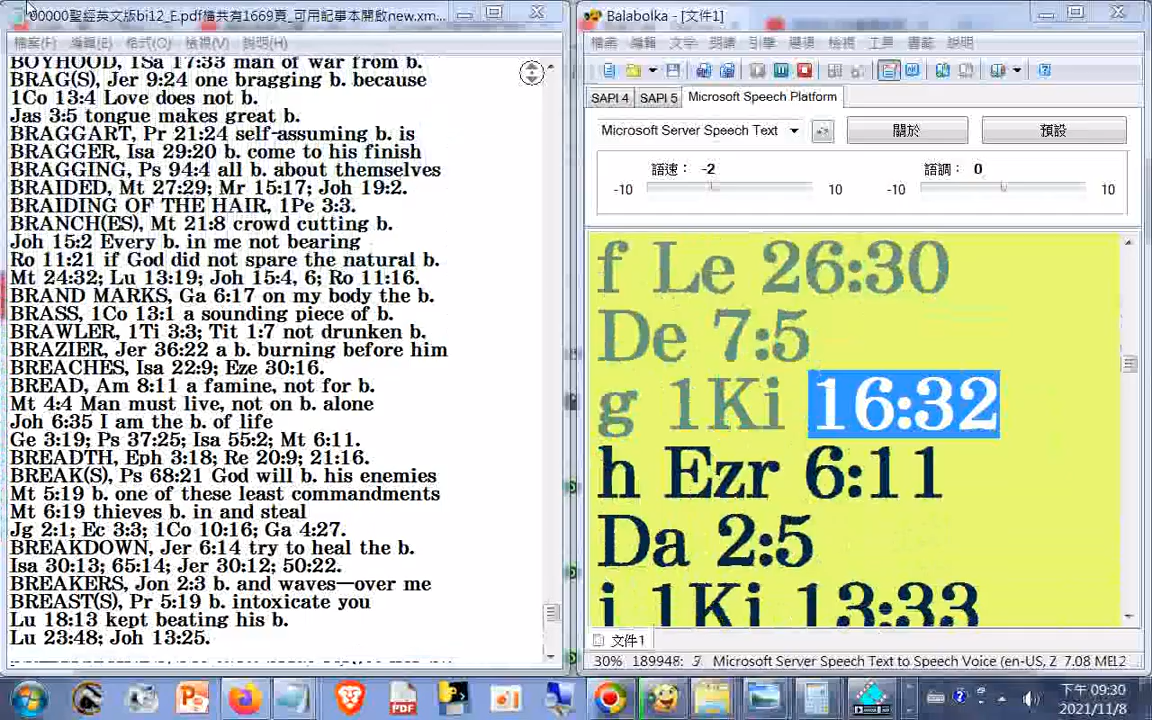 00000聖經英文版bi12_E.pdf檔共有1669頁_可用記事本開啟new.xm...
檔案(F) 編輯(E) 格式(O) 檢視(V) 說明(H)
BOYHOOD, 1Sa 17:33 man of war from b.
BRAG(S), Jer 9:24 one bragging b. because
1Co 13:4 Love does not b.
Jas 3:5 tongue makes great b.
BRAGGART, Pr 21:24 self-assuming b. is
BRAGGER, Isa 29:20 b. come to his finish
BRAGGING, Ps 94:4 all b. about themselves
BRAIDED, Mt 27:29; Mr 15:17; Joh 19:2.
BRAIDING OF THE HAIR, 1Pe 3:3.
BRANCH(ES), Mt 21:8 crowd cutting b.
Joh 15:2 Every b. in me not bearing
Ro 11:21 if God did not spare the natural b.
Mt 24:32; Lu 13:19; Joh 15:4, 6; Ro 11:16.
BRAND MARKS, Ga 6:17 on my body the b.
BRASS, 1Co 13:1 a sounding piece of b.
BRAWLER, 1Ti 3:3; Tit 1:7 not drunken b.
BRAZIER, Jer 36:22 a b. burning before him
BREACHES, Isa 22:9; Eze 30:16.
BREAD, Am 8:11 a famine, not for b.
Mt 4:4 Man must live, not on b. alone
Joh 6:35 I am the b. of life
Ge 3:19; Ps 37:25; Isa 55:2; Mt 6:11.
BREADTH, Eph 3:18; Re 20:9; 21:16.
BREAK(S), Ps 68:21 God will b. his enemies
Mt 5:19 b. one of these least commandments
Mt 6:19 thieves b. in and steal
Jg 2:1; Ec 3:3; 1Co 10:16; Ga 4:27.
BREAKDOWN, Jer 6:14 try to heal the b.
Isa 30:13; 65:14; Jer 30:12; 50:22.
BREAKERS, Jon 2:3 b. and waves—over me
BREAST(S), Pr 5:19 b. intoxicate you
Lu 18:13 kept beating his b.
Lu 23:48; Joh 13:25.
Balabolka - [文件1]
檔案 編輯 文字 朗讀 引擎 選項 檢視 工具 書籤 說明
SAPI 4 SAPI 5 Microsoft Speech Platform
Microsoft Server Speech Text 關於 預設
語速： -2 語調： 0
-10 10 -10 10
f Le 26:30
De 7:5
g 1Ki 16:32
h Ezr 6:11
Da 2:5
i 1Ki 13:33
文件1
30% 189948: Microsoft Server Speech Text to Speech Voice (en-US, Z 7.08 ME
PDF
下午 09:30
2021/11/8